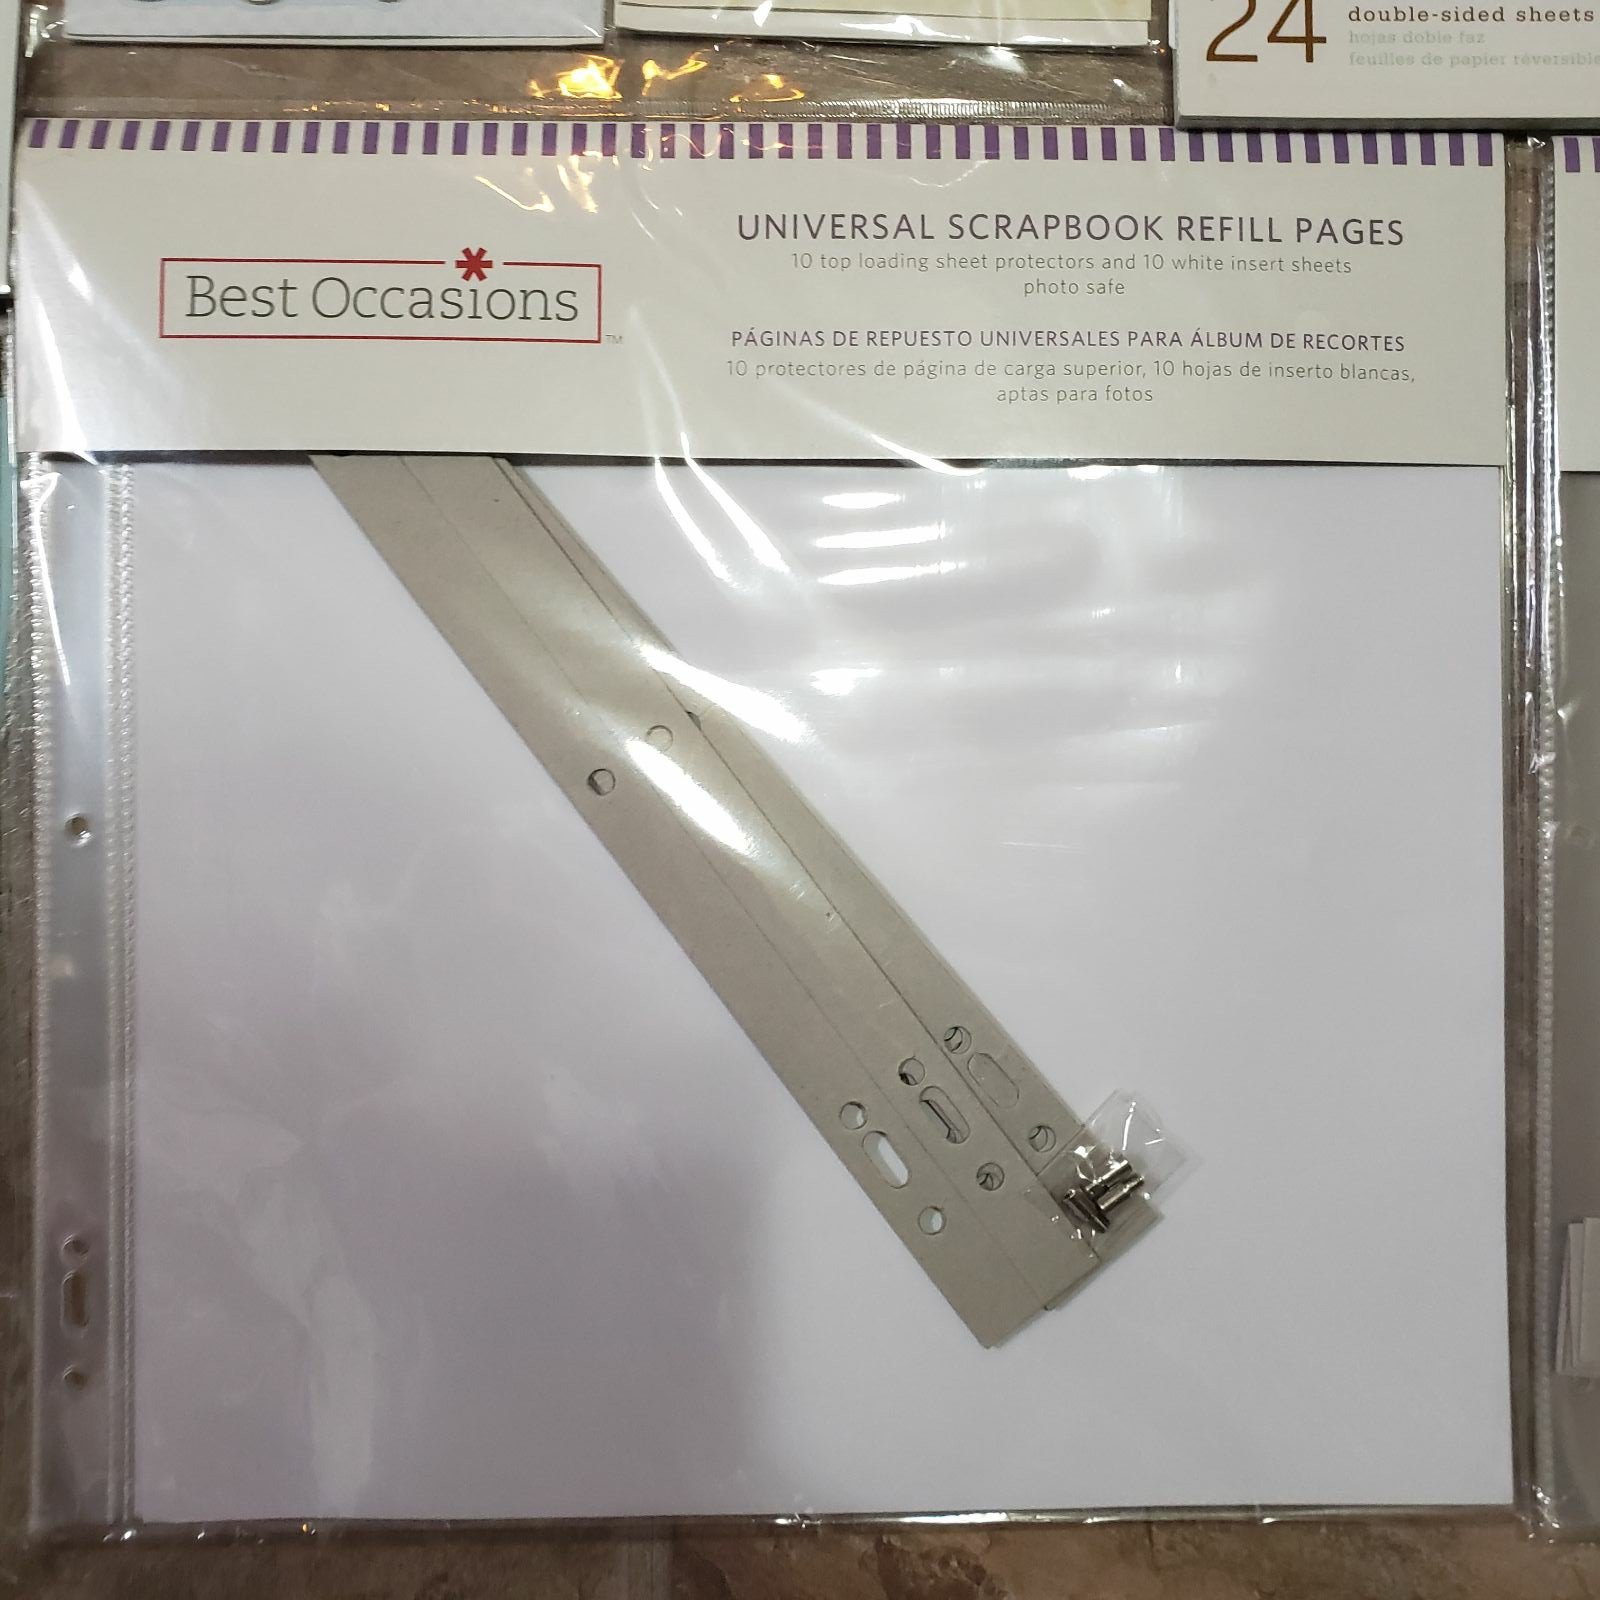 24
double-sided sheets
hojas doble faz
feuilles de papier réversible
Best Occasions
TM
UNIVERSAL SCRAPBOOK REFILL PAGES
10 top loading sheet protectors and 10 white insert sheets
photo safe
PÁGINAS DE REPUESTO UNIVERSALES PARA ÁLBUM DE RECORTES
10 protectores de página de carga superior, 10 hojas de inserto blancas,
aptas para fotos